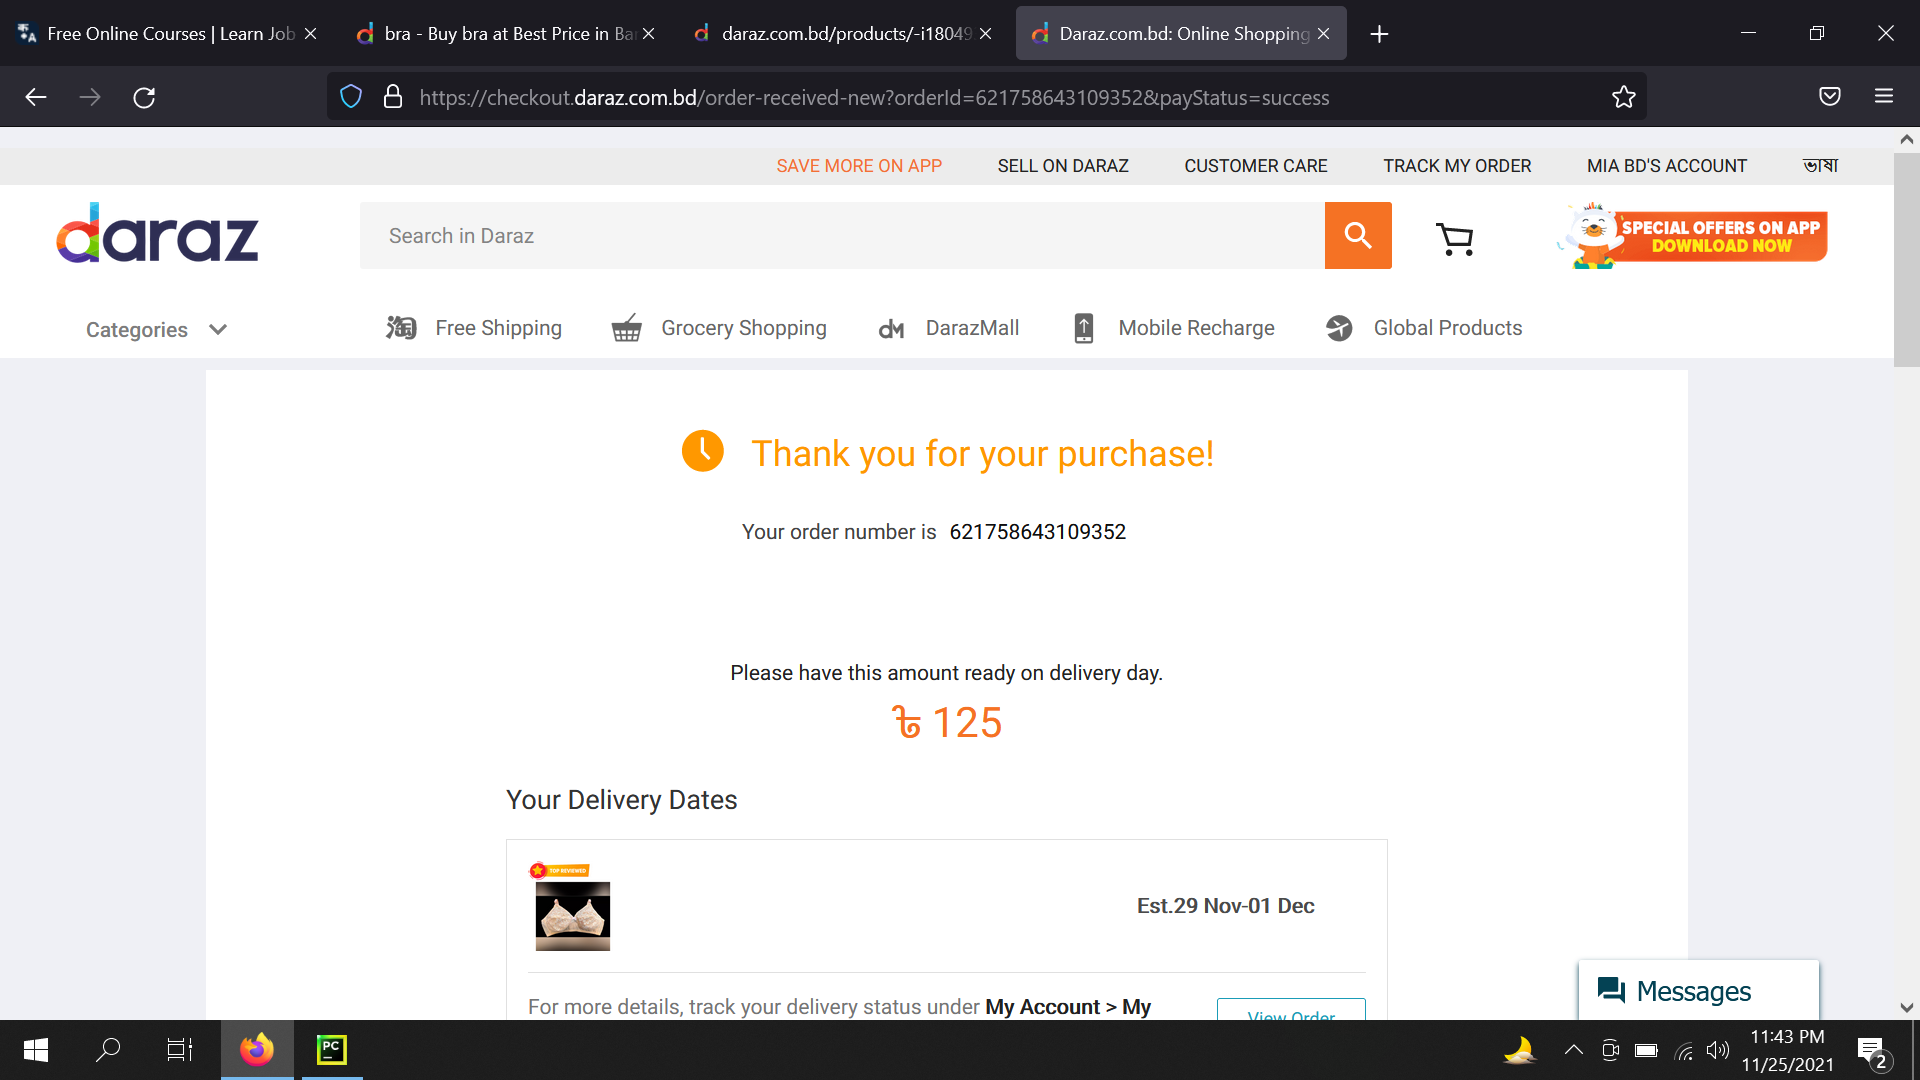 Free Online Courses | Learn Job
bra - Buy bra at Best Price in Ba
daraz.com.bd/products/-i18049
Daraz.com.bd: Online Shopping
https://checkout.daraz.com.bd/order-received-new?orderId=621758643109352&payStatus=success
SAVE MORE ON APP
SELL ON DARAZ
CUSTOMER CARE
TRACK MY ORDER
MIA BD'S ACCOUNT
ভাষা
daraz
Search in Daraz
SPECIAL OFFERS ON APP
DOWNLOAD NOW
Categories
Free Shipping
Grocery Shopping
DarazMall
Mobile Recharge
Global Products
Thank you for your purchase!
Your order number is 621758643109352
Please have this amount ready on delivery day.
৳ 125
Your Delivery Dates
TOP REVIEWED
Est.29 Nov-01 Dec
For more details, track your delivery status under My Account > My
View Order
Messages
PC
11:43 PM
11/25/2021
2